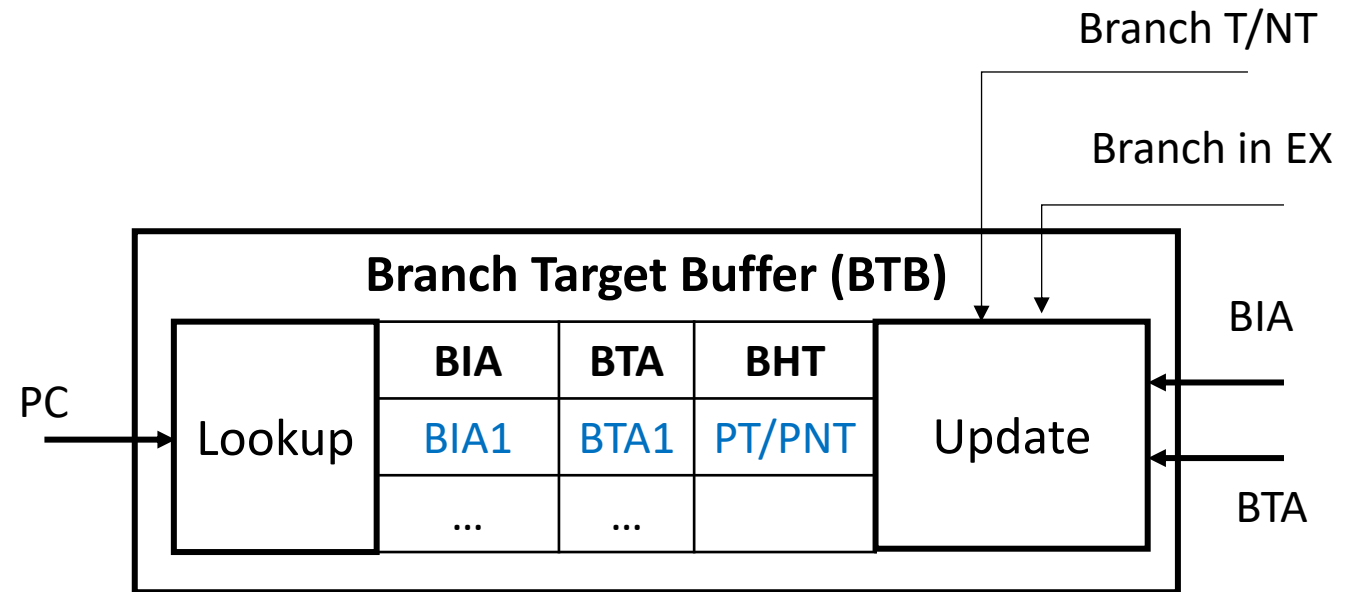 Branch T/NT
Branch in EX
Branch Target Buffer (BTB)
BIA
PC
Lookup
BIA BTA BHT
BIA1 BTA1 PT/PNT
... ...
Update
BTA